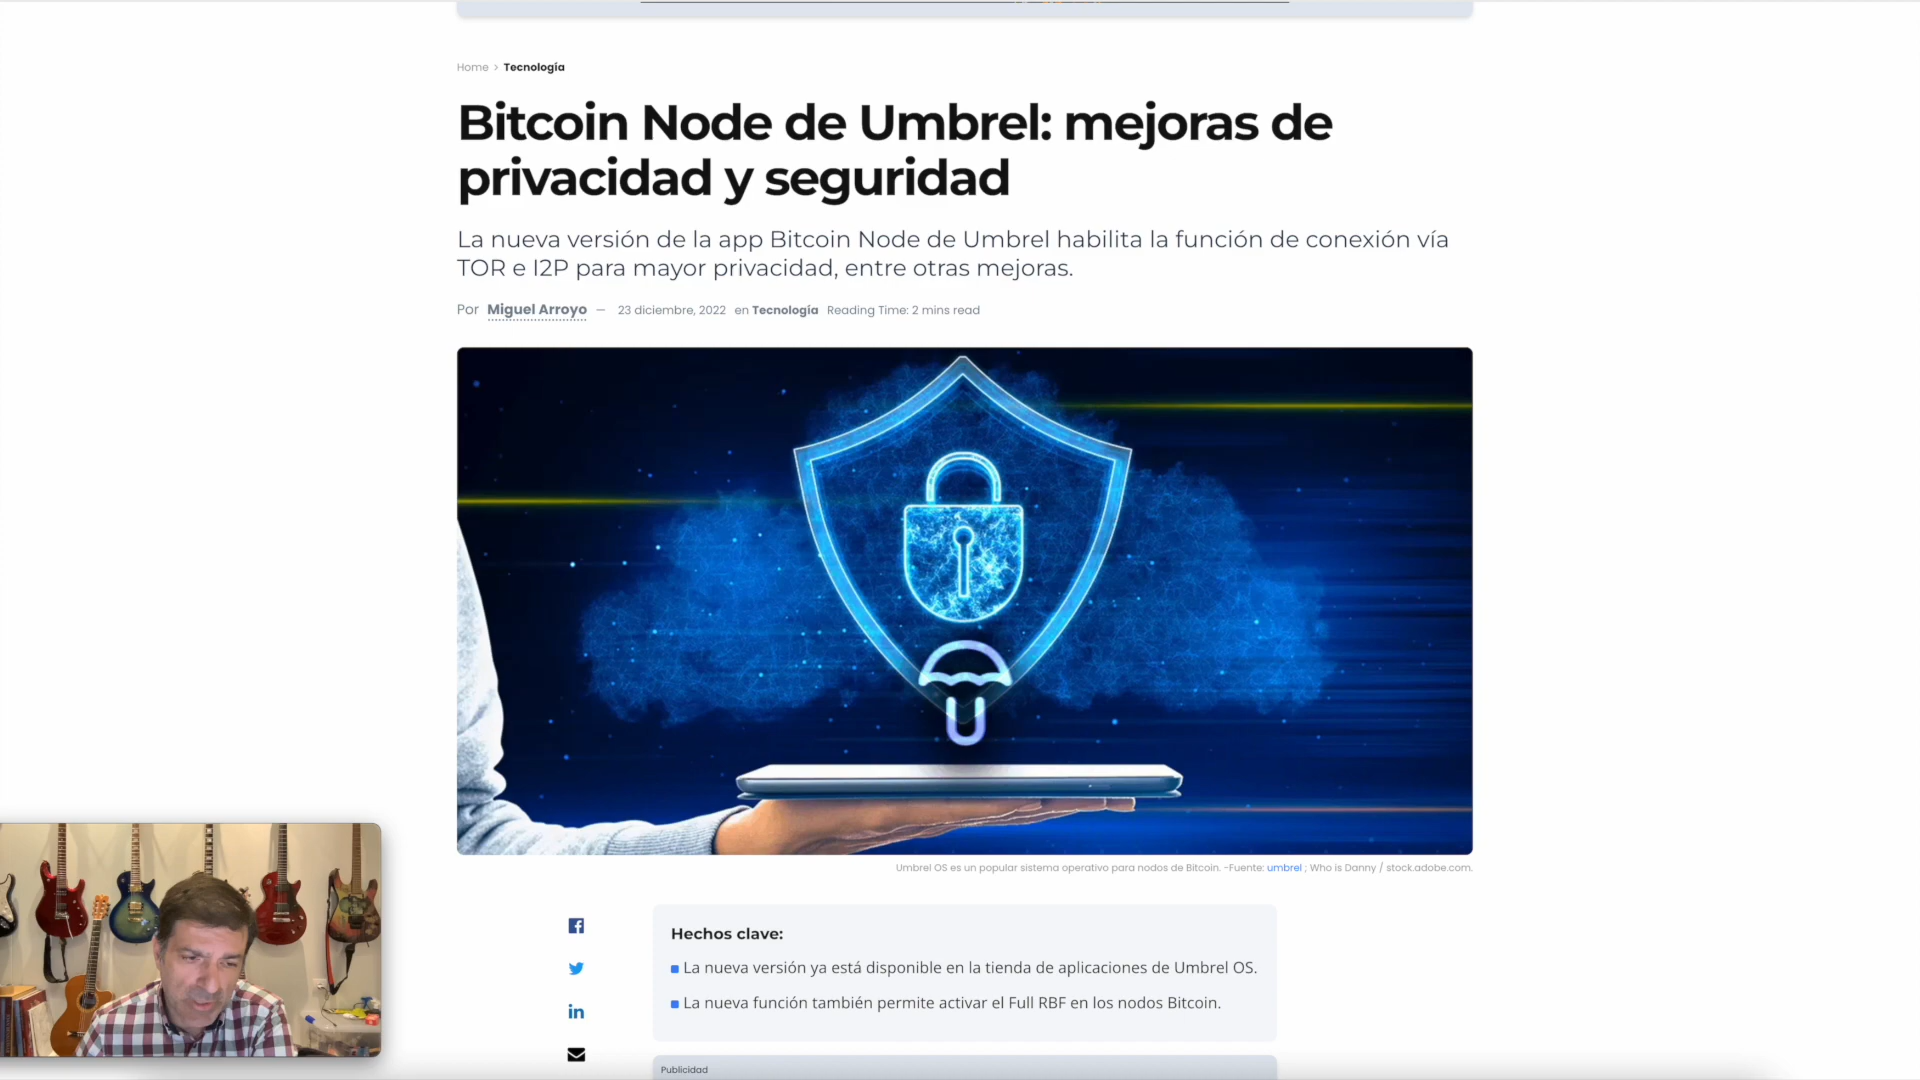 Home > Tecnología
Bitcoin Node de Umbrel: mejoras de
privacidad y seguridad
La nueva versión de la app Bitcoin Node de Umbrel habilita la función de conexión vía
TOR e I2P para mayor privacidad, entre otras mejoras.
Por Miguel Arroyo — 23 diciembre, 2022 en Tecnología Reading Time: 2 mins read
Umbrel OS es un popular sistema operativo para nodos de Bitcoin. -Fuente: umbrel ; Who is Danny / stock.adobe.com.
Hechos clave:
La nueva versión ya está disponible en la tienda de aplicaciones de Umbrel OS.
La nueva función también permite activar el Full RBF en los nodos Bitcoin.
Publicidad